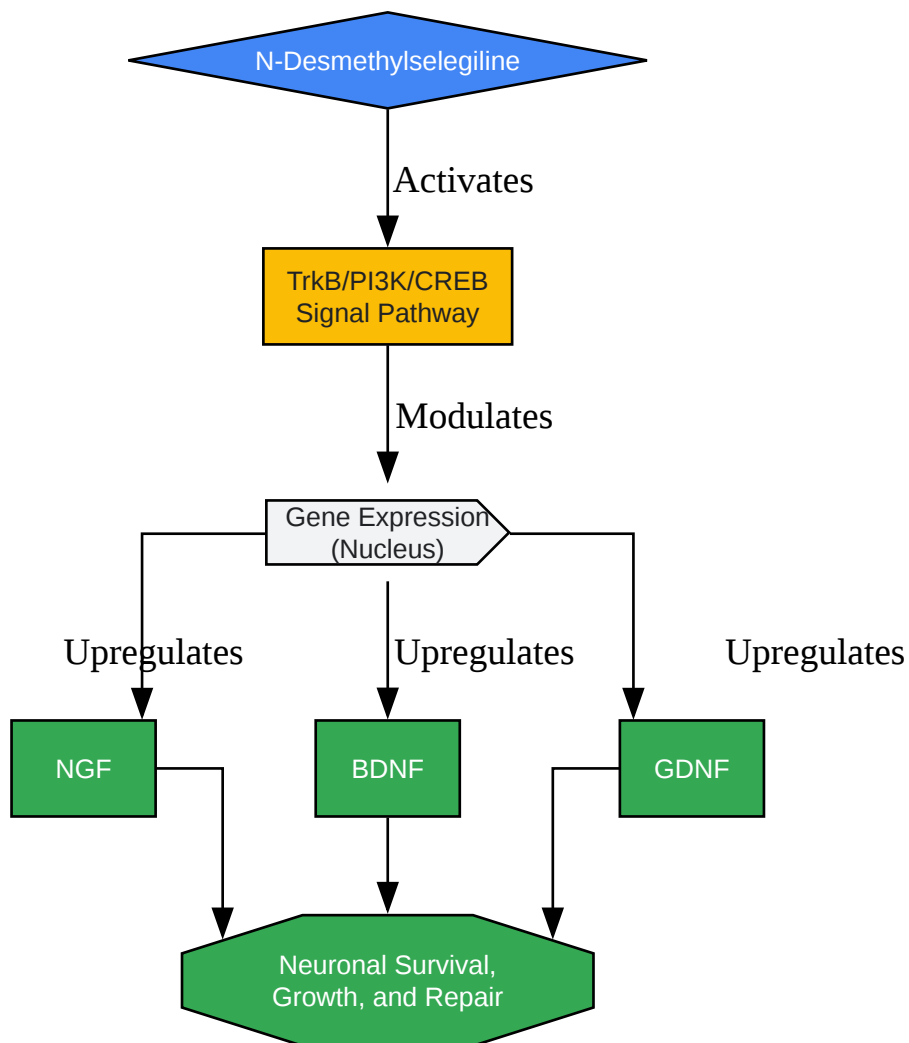 N-Desmethylselegiline
Activates
TrkB/PI3K/CREB
Signal Pathway
Modulates
Gene Expression
(Nucleus)
Upregulates
Upregulates
Upregulates
NGF
BDNF
GDNF
Neuronal Survival,
Growth, and Repair